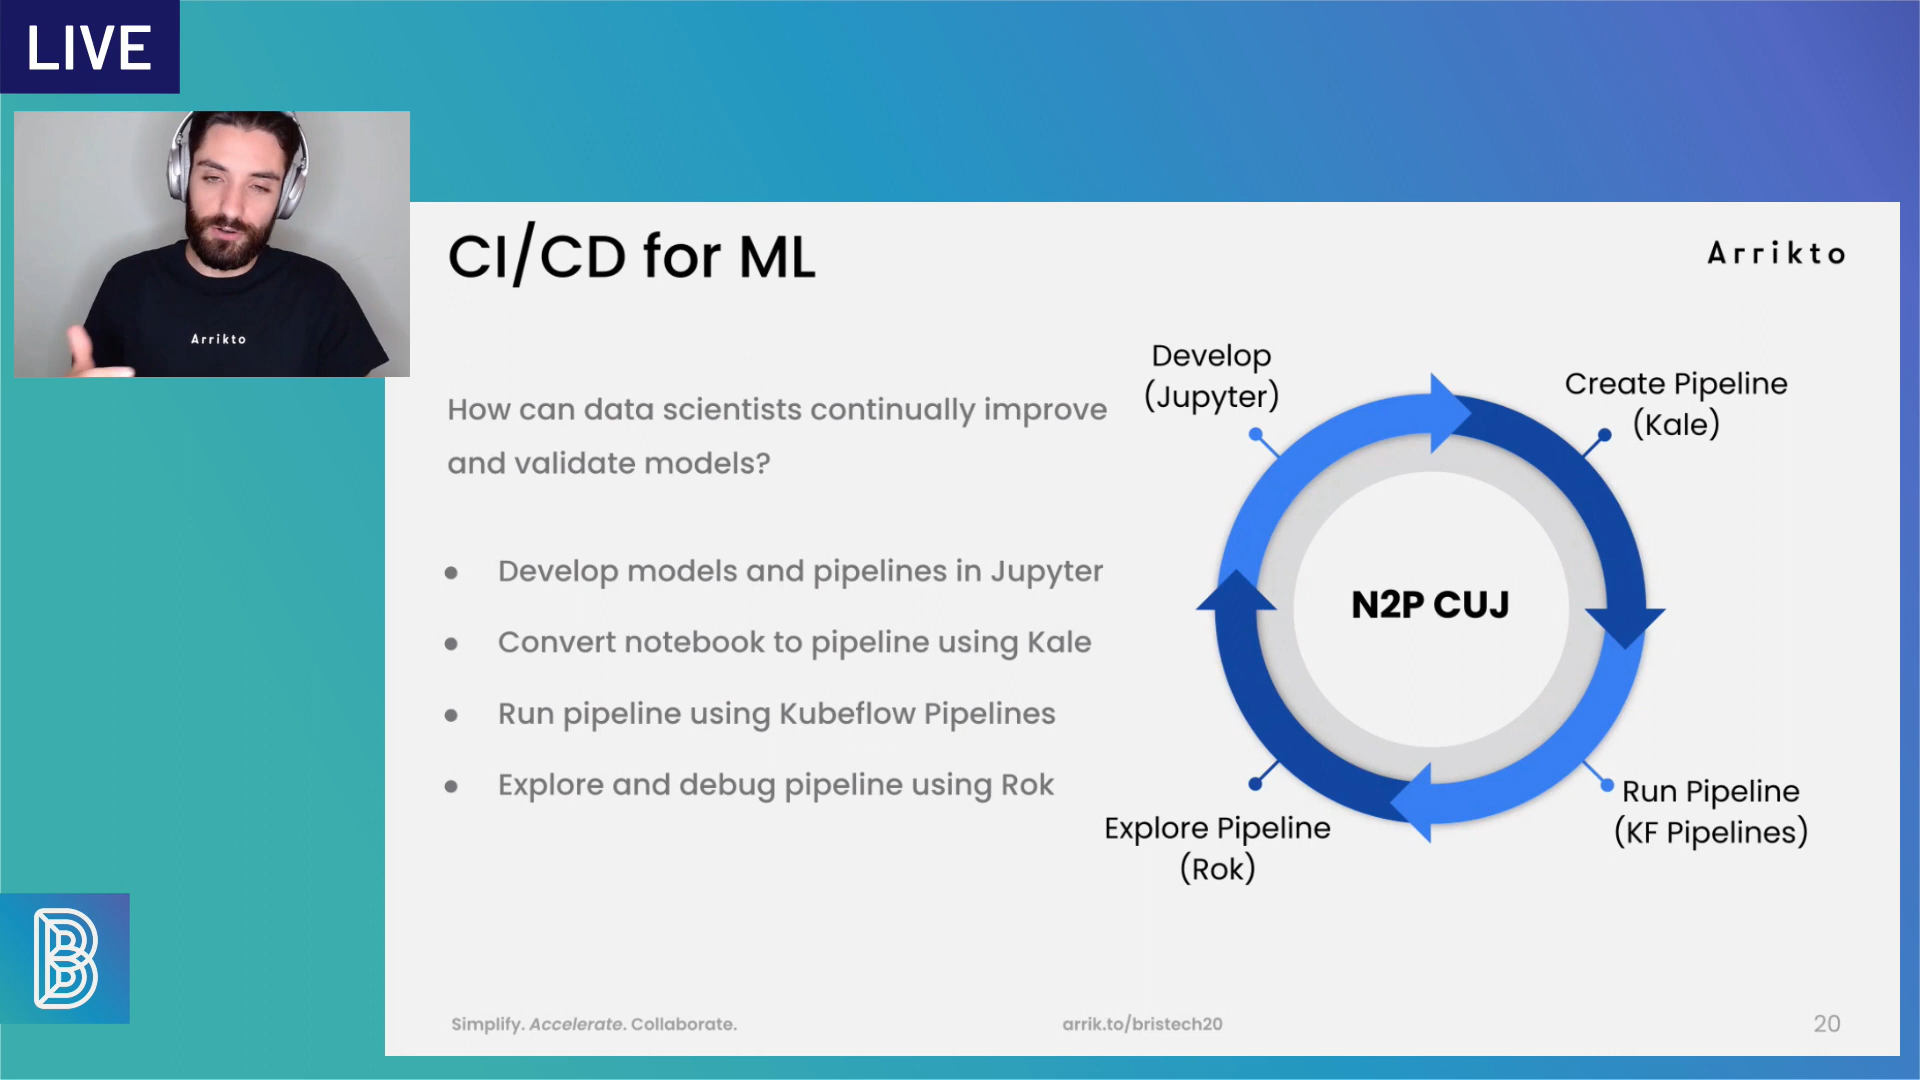 LIVE
Arrikto
CI/CD for ML
Arrikto
How can data scientists continually improve
and validate models?
● Develop models and pipelines in Jupyter
● Convert notebook to pipeline using Kale
● Run pipeline using Kubeflow Pipelines
● Explore and debug pipeline using Rok
Develop
(Jupyter)
Create Pipeline
(Kale)
N2P CUJ
Run Pipeline
(KF Pipelines)
Explore Pipeline
(Rok)
B
Simplify. Accelerate. Collaborate.
arrik.to/bristech20
20